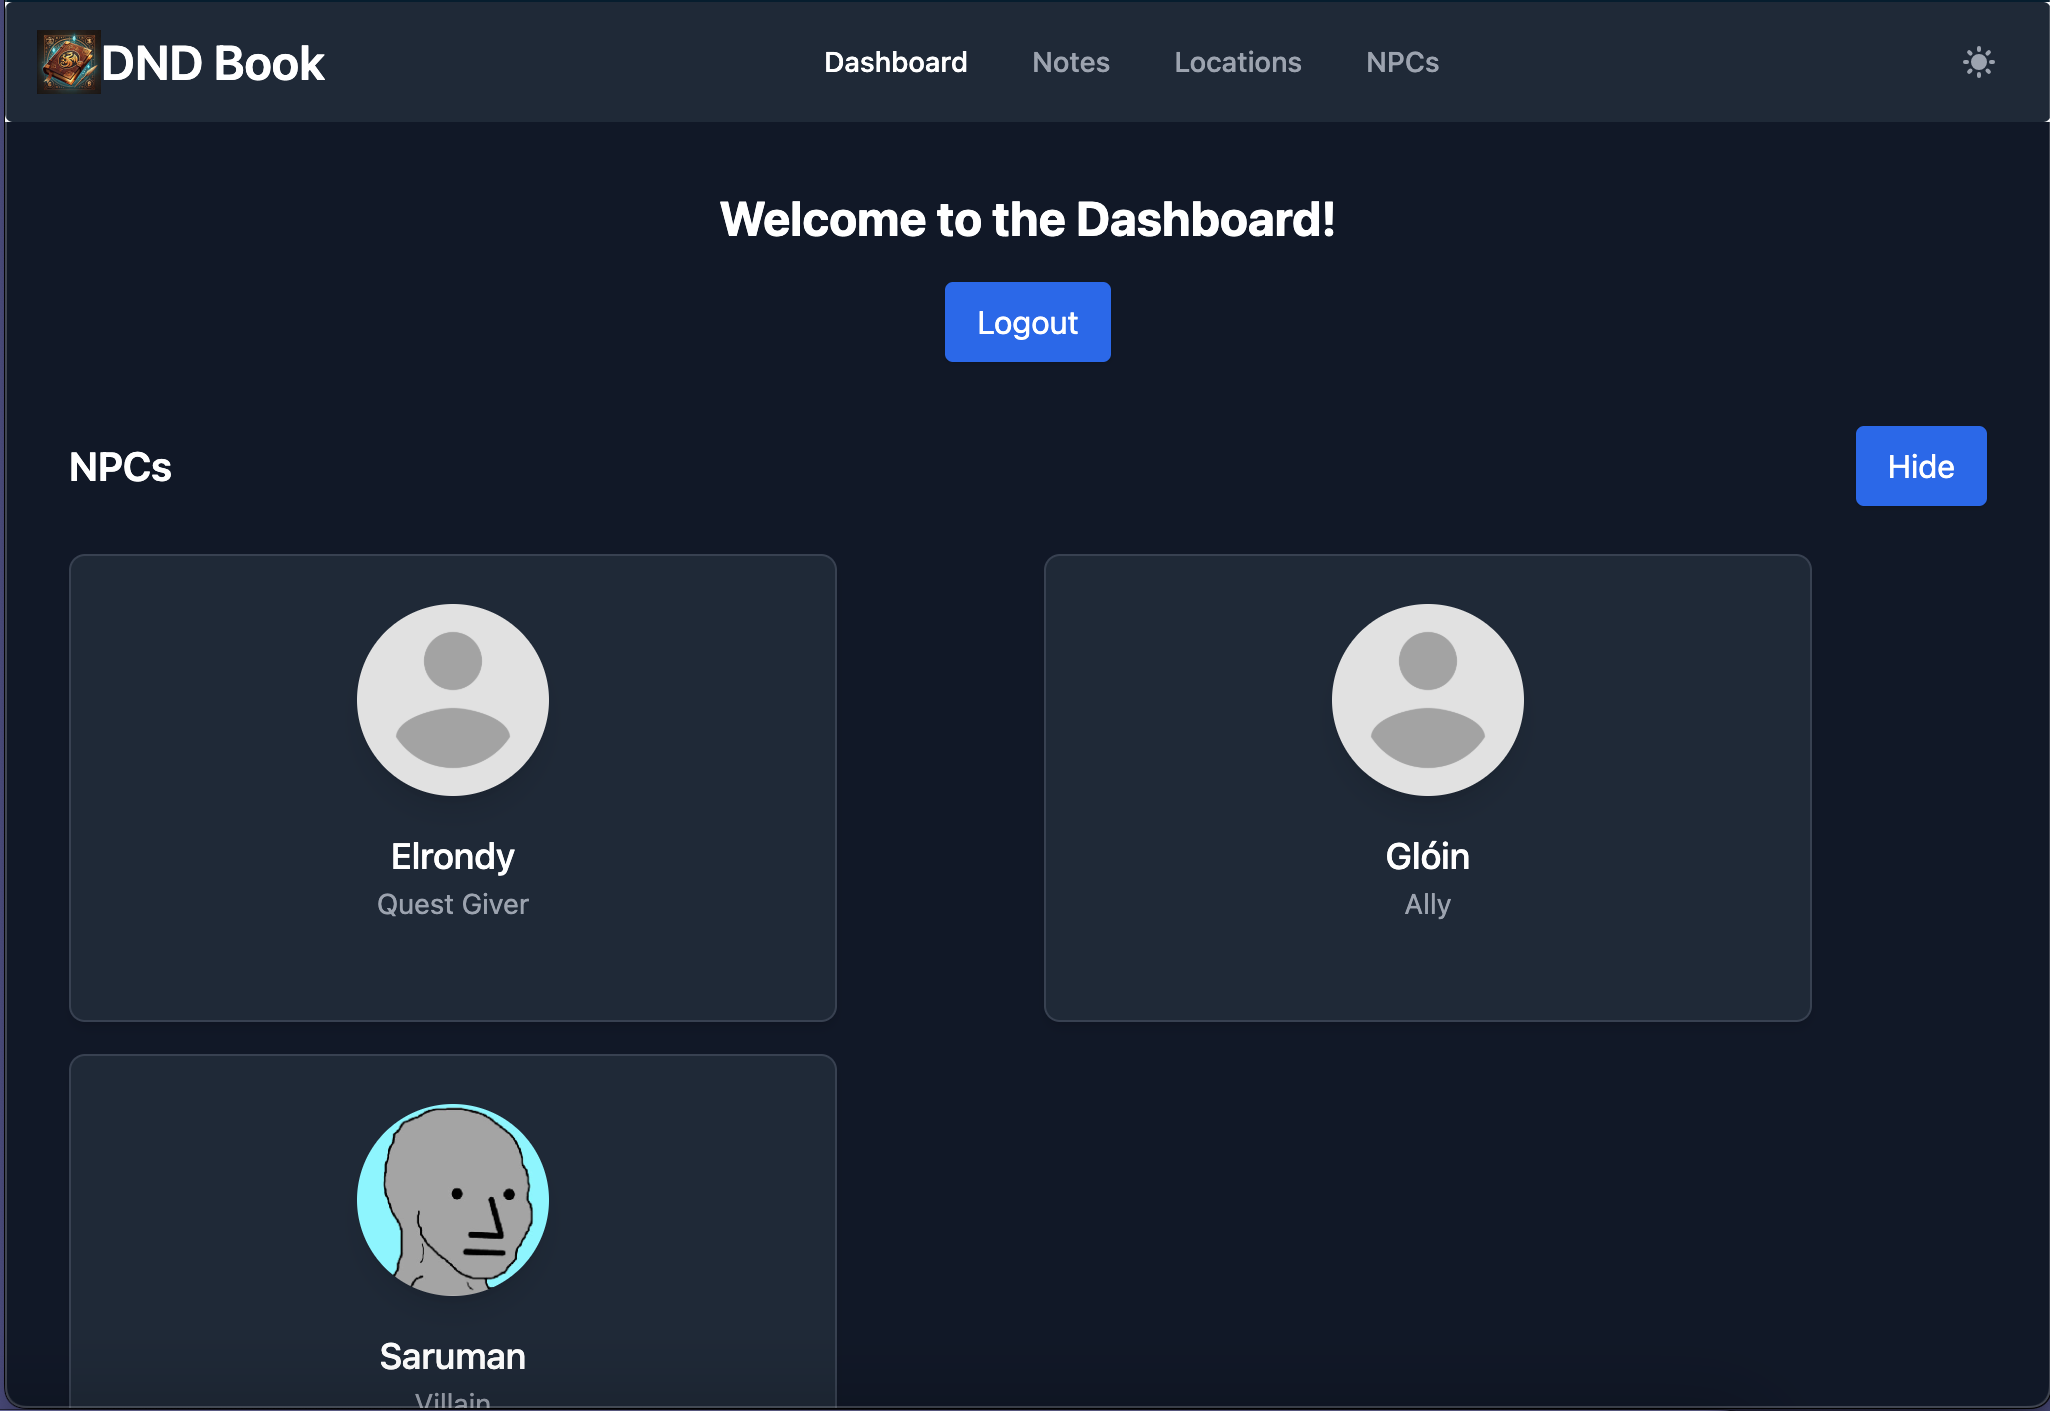 DND Book
Dashboard
Notes
Locations
NPCs
Welcome to the Dashboard!
Logout
NPCs
Hide
Elrondy
Quest Giver
Glóin
Ally
Saruman
Villain